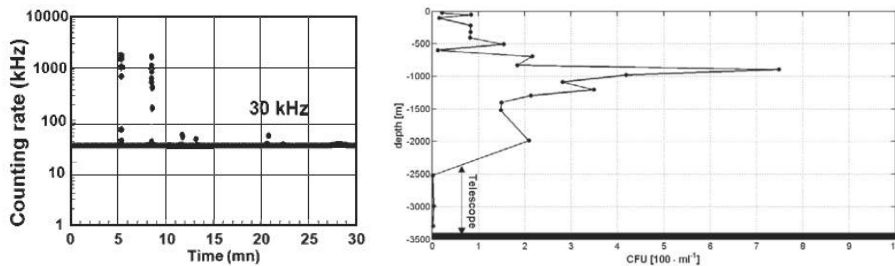 10000
1000
100
10
1
Counting rate (kHz)
30 kHz
0 5 10 15 20 25 30
Time (mn)
0
-500
-1000
-1500
-2000
-2500
-3000
-3500
depth [m]
Telescope
0 1 2 3 4 5 6 7 8 9 10
CFU [100 · ml⁻¹]